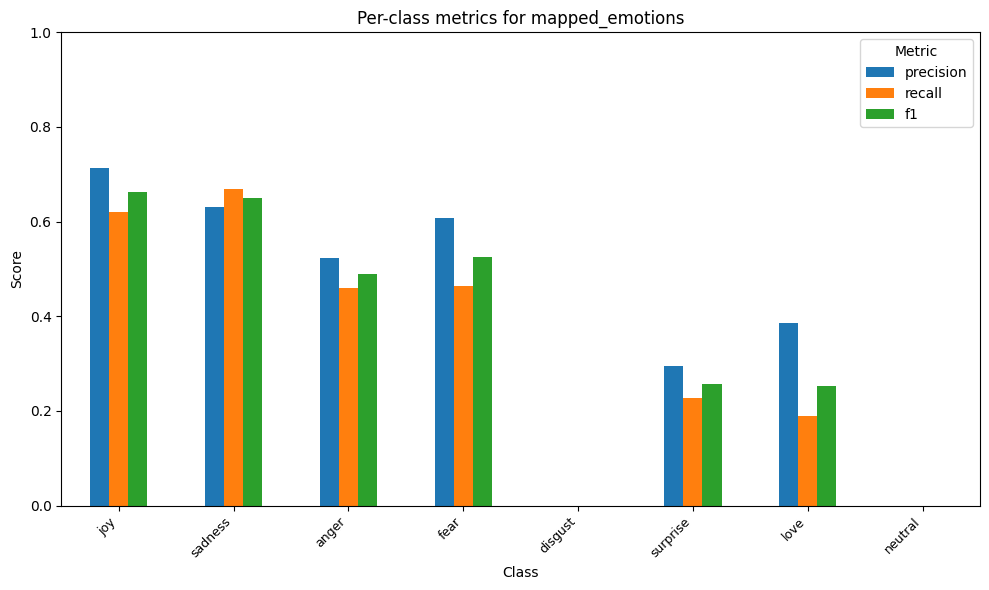 Per-class metrics for mapped_emotions
Metric
precision
recall
f1
Score
1.0
0.8
0.6
0.4
0.2
0.0
joy
sadness
anger
fear
disgust
surprise
love
neutral
Class